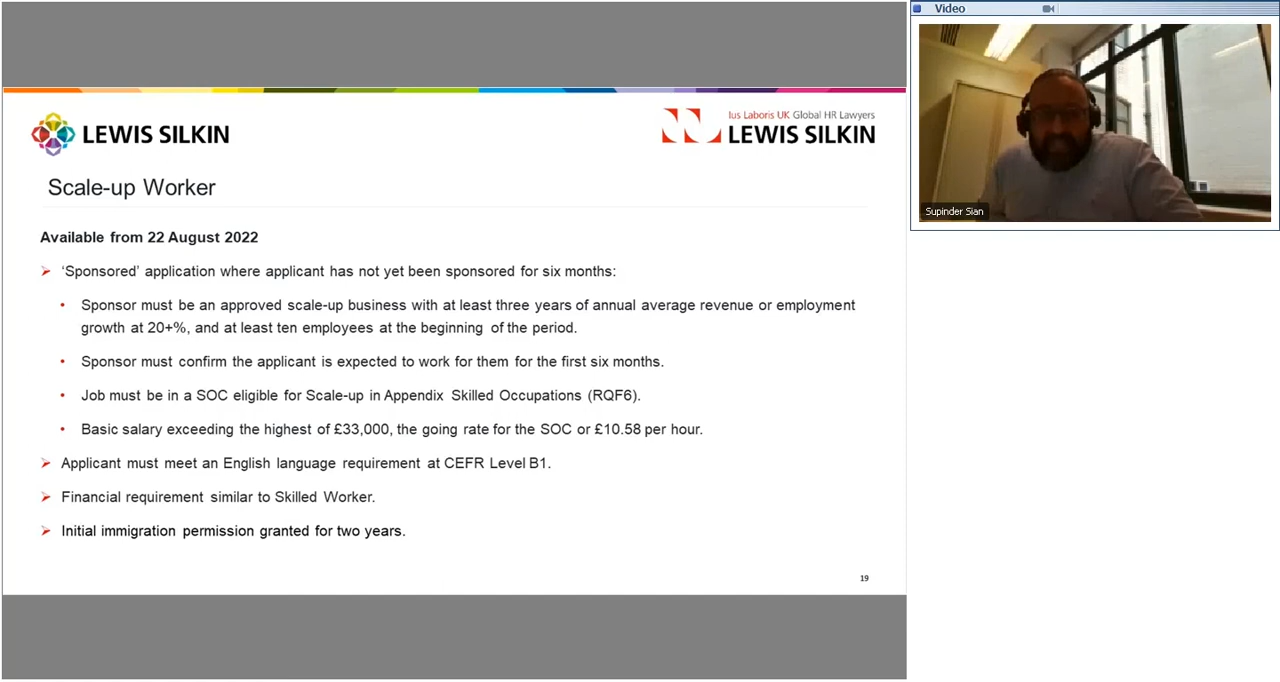 Video
LEWIS SILKIN
Ius Laboris UK Global HR Lawyers
LEWIS SILKIN
Scale-up Worker
Available from 22 August 2022
➢ ‘Sponsored’ application where applicant has not yet been sponsored for six months:
• Sponsor must be an approved scale-up business with at least three years of annual average revenue or employment
growth at 20+%, and at least ten employees at the beginning of the period.
• Sponsor must confirm the applicant is expected to work for them for the first six months.
• Job must be in a SOC eligible for Scale-up in Appendix Skilled Occupations (RQF6).
• Basic salary exceeding the highest of £33,000, the going rate for the SOC or £10.58 per hour.
➢ Applicant must meet an English language requirement at CEFR Level B1.
➢ Financial requirement similar to Skilled Worker.
➢ Initial immigration permission granted for two years.
19
Supinder Sian